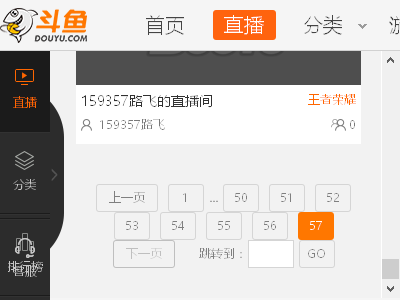 斗鱼
DOUYU.COM
首页 直播 分类 游
直播
分类
排行榜
客服
159357路飞的直播间 王者荣耀
159357路飞 0
上一页 1 ... 50 51 52
53 54 55 56 57
下一页 跳转到： GO